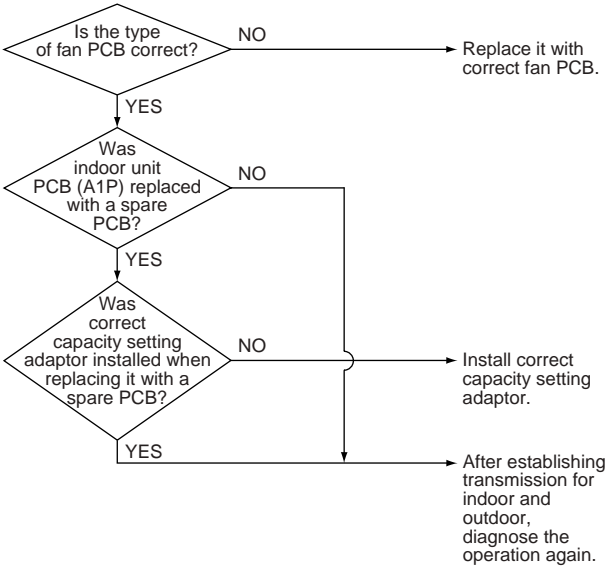 Is the type
of fan PCB correct?
NO
Replace it with
correct fan PCB.
YES
Was
indoor unit
PCB (A1P) replaced
with a spare
PCB?
NO
YES
Was
correct
capacity setting
adaptor installed when
replacing it with a
spare PCB?
NO
Install correct
capacity setting
adaptor.
YES
After establishing
transmission for
indoor and
outdoor,
diagnose the
operation again.